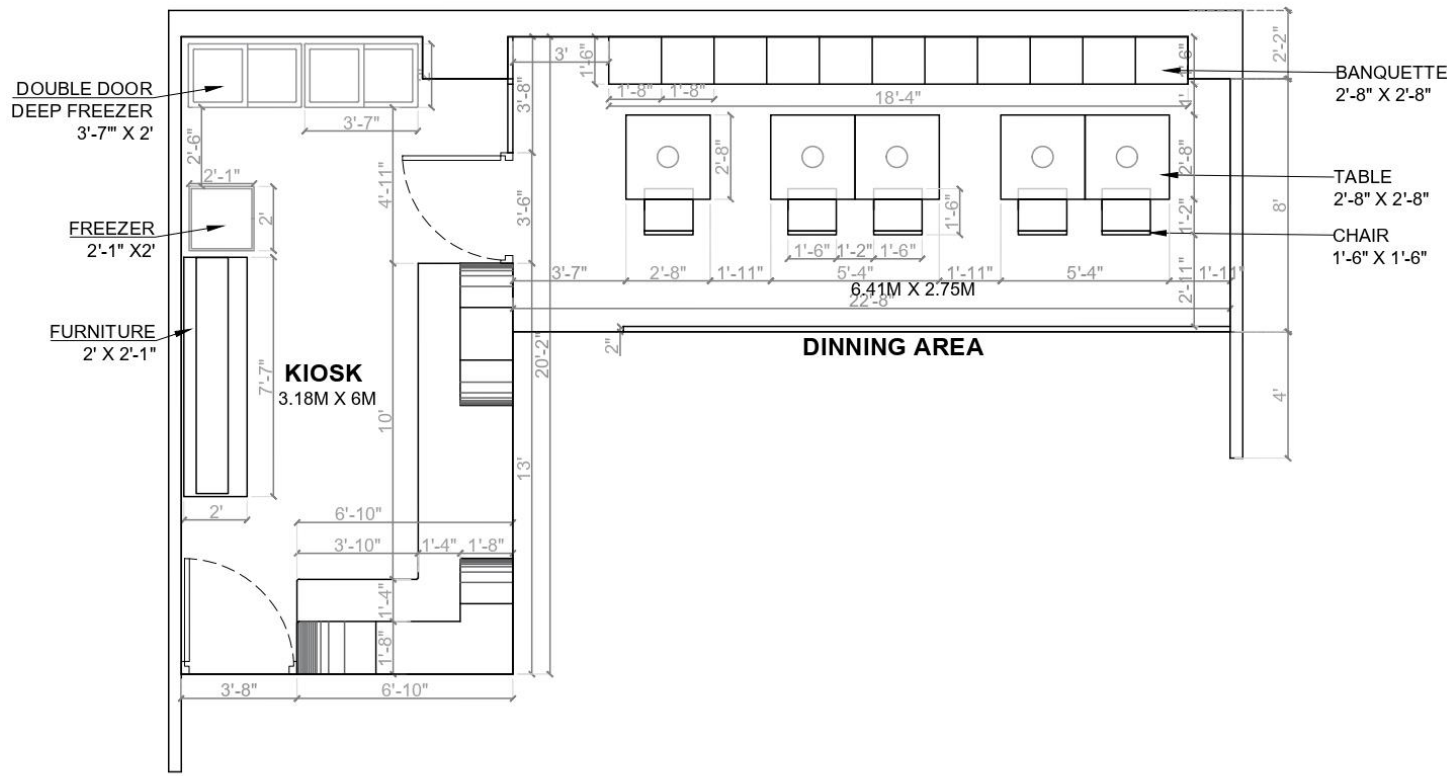 DOUBLE DOOR
DEEP FREEZER
3'-7"' X 2'
FREEZER
2'-1" X2'
FURNITURE
2' X 2'-1"
KIOSK
3.18M X 6M
2'-6"
2'-1"
2'
3'-7"
4'-11"
7'-7"
2'
10'
6'-10"
3'-10"
1'-4"
1'-8"
1'-4"
1'-8"
3'-8"
6'-10"
3'-8"
3'-6"
20'-2"
13'
3'
1'-6"
1'-8"
1'-8"
18'-4"
1'-6"
1'
2'-2"
BANQUETTE
2'-8" X 2'-8"
2'-8"
2'-8"
TABLE
2'-8" X 2'-8"
8'
1'-6"
1'-2"
CHAIR
1'-6" X 1'-6"
1'-6"
1'-2"
1'-6"
3'-7"
2'-8"
1'-11"
5'-4"
1'-11"
5'-4"
1'-11"
2'-11"
6.41M X 2.75M
22'-8"
2"
DINNING AREA
4'